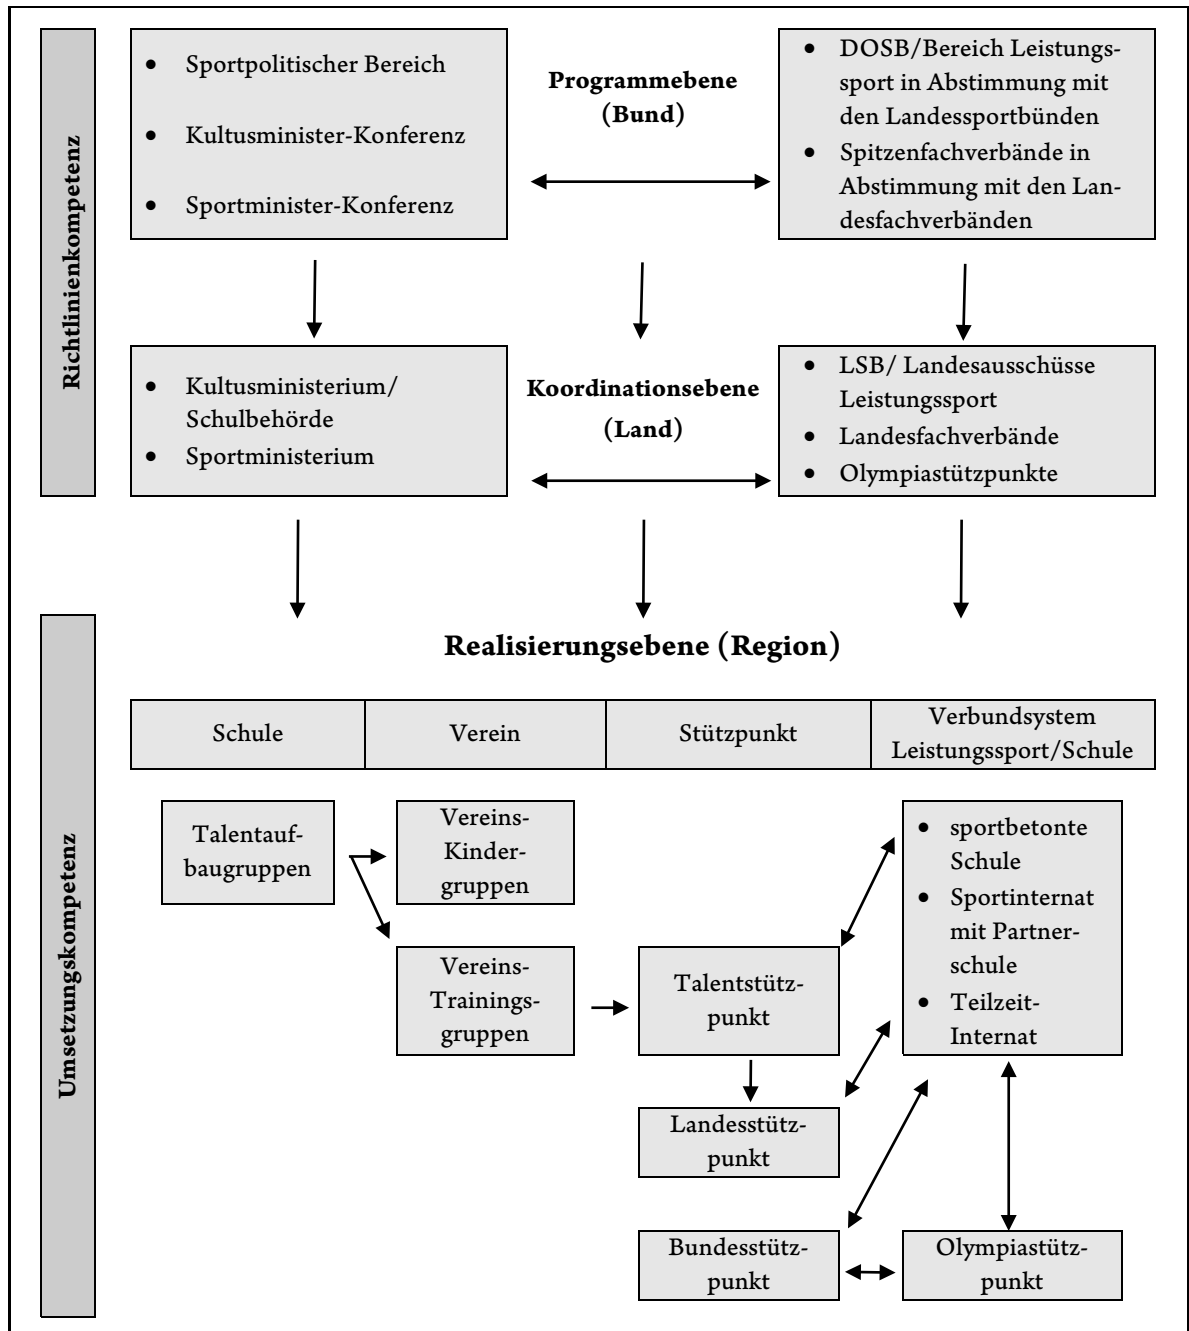 Richtlinienkompetenz
• Sportpolitischer Bereich
• Kultusminister-Konferenz
• Sportminister-Konferenz
Programmebene
(Bund)
• DOSB/Bereich Leistungs-
sport in Abstimmung mit
den Landessportbünden
• Spitzenfachverbände in
Abstimmung mit den Lan-
desfachverbänden
• Kultusministerium/
Schulbehörde
• Sportministerium
Koordinationsebene
(Land)
• LSB/ Landesausschüsse
Leistungssport
• Landesfachverbände
• Olympiastützpunkte
Umsetzungskompetenz
Realisierungsebene (Region)
Schule
Verein
Stützpunkt
Verbundsystem
Leistungssport/Schule
Talentauf-
baugruppen
Vereins-
Kinder-
gruppen
Vereins-
Trainings-
gruppen
Talentstütz-
punkt
Landesstütz-
punkt
Bundesstütz-
punkt
• sportbetonte
Schule
• Sportinternat
mit Partner-
schule
• Teilzeit-
Internat
Olympiastütz-
punkt